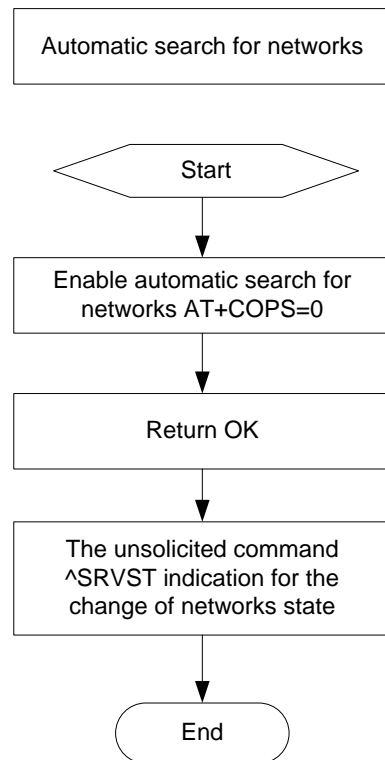 Automatic search for networks
Start
Enable automatic search for
networks AT+COPS=0
Return OK
The unsolicited command
^SRVST indication for the
change of networks state
End